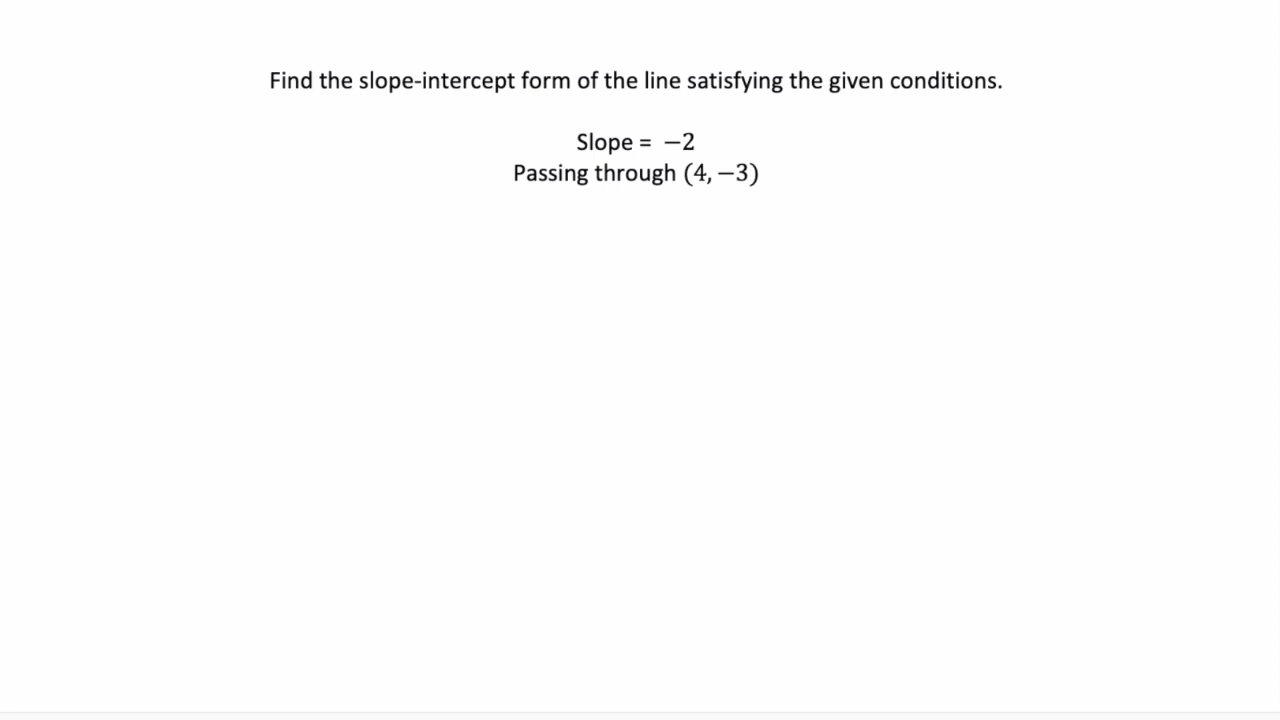 Find the slope-intercept form of the line satisfying the given conditions.
Slope = −2
Passing through (4, −3)